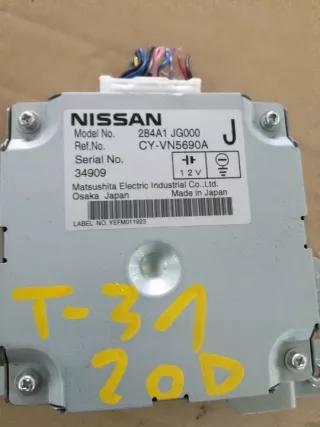 NISSAN
Model No. 284A1 JG000 J
Ref.No. CY-VN5690A
Serial No.
34909
12V
Matsushita Electric Industrial Co.,Ltd.
Osaka Japan Made in Japan
LABEL NO. YEFM011923
T-31
20D